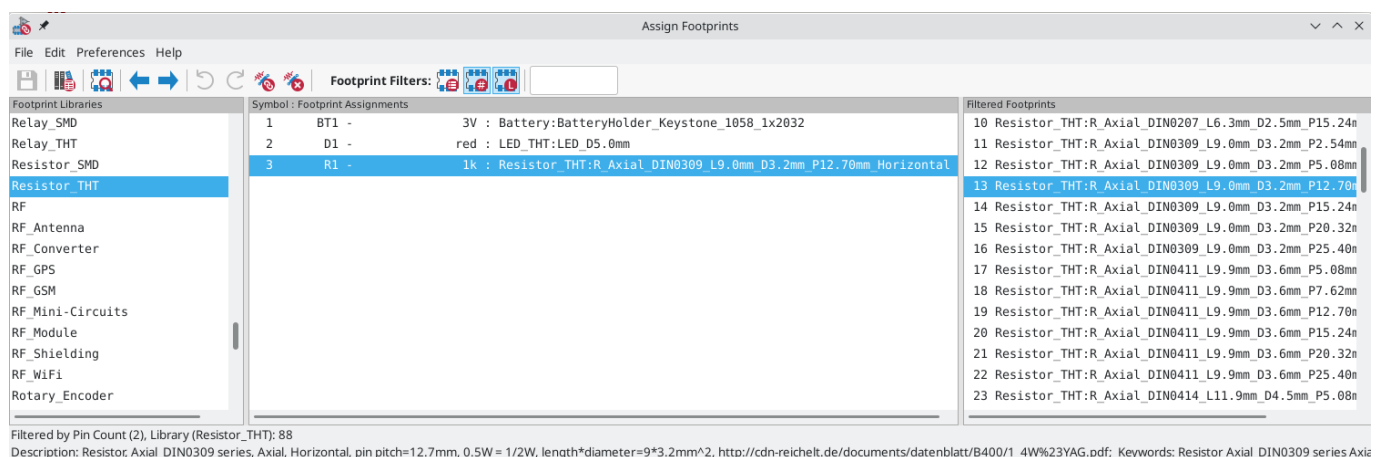 Assign Footprints
File Edit Preferences Help
Footprint Filters:
Footprint Libraries
Relay_SMD
Relay_THT
Resistor_SMD
Resistor_THT
RF
RF_Antenna
RF_Converter
RF_GPS
RF_GSM
RF_Mini-Circuits
RF_Module
RF_Shielding
RF_WiFi
Rotary_Encoder
Symbol : Footprint Assignments
1 BT1 - 3V : Battery:BatteryHolder_Keystone_1058_1x2032
2 D1 - red : LED_THT:LED_D5.0mm
3 R1 - 1k : Resistor_THT:R_Axial_DIN0309_L9.0mm_D3.2mm_P12.70mm_Horizontal
Filtered Footprints
10 Resistor_THT:R_Axial_DIN0207_L6.3mm_D2.5mm_P15.24m
11 Resistor_THT:R_Axial_DIN0309_L9.0mm_D3.2mm_P2.54mm
12 Resistor_THT:R_Axial_DIN0309_L9.0mm_D3.2mm_P5.08mm
13 Resistor_THT:R_Axial_DIN0309_L9.0mm_D3.2mm_P12.70m
14 Resistor_THT:R_Axial_DIN0309_L9.0mm_D3.2mm_P15.24m
15 Resistor_THT:R_Axial_DIN0309_L9.0mm_D3.2mm_P20.32m
16 Resistor_THT:R_Axial_DIN0309_L9.0mm_D3.2mm_P25.40m
17 Resistor_THT:R_Axial_DIN0411_L9.9mm_D3.6mm_P5.08mm
18 Resistor_THT:R_Axial_DIN0411_L9.9mm_D3.6mm_P7.62mm
19 Resistor_THT:R_Axial_DIN0411_L9.9mm_D3.6mm_P12.70m
20 Resistor_THT:R_Axial_DIN0411_L9.9mm_D3.6mm_P15.24m
21 Resistor_THT:R_Axial_DIN0411_L9.9mm_D3.6mm_P20.32m
22 Resistor_THT:R_Axial_DIN0411_L9.9mm_D3.6mm_P25.40m
23 Resistor_THT:R_Axial_DIN0414_L11.9mm_D4.5mm_P5.08m
Filtered by Pin Count (2), Library (Resistor_THT): 88
Description: Resistor, Axial_DIN0309 series, Axial, Horizontal, pin pitch=12.7mm, 0.5W = 1/2W, length*diameter=9*3.2mm^2, http://cdn-reichelt.de/documents/datenblatt/B400/1_4W%23YAG.pdf; Keywords: Resistor Axial_DIN0309 series Axia